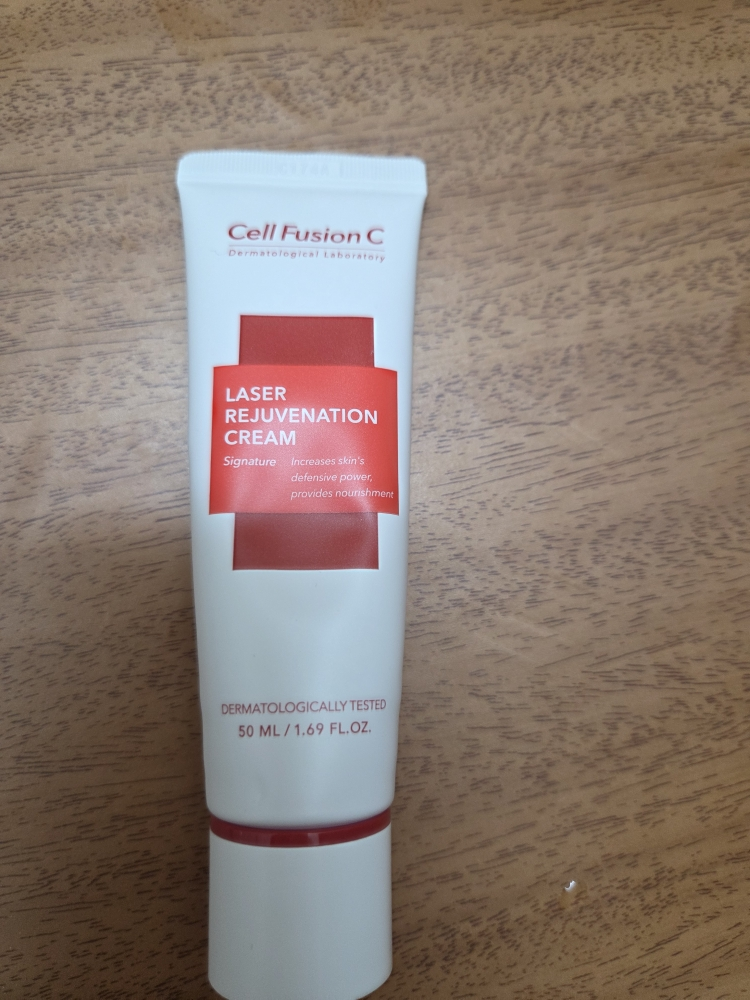 Cell Fusion C
Dermatological Laboratory
LASER
REJUVENATION
CREAM
Signature
Increases skin's
defensive power,
provides nourishment
DERMATOLOGICALLY TESTED
50 ML / 1.69 FL.OZ.